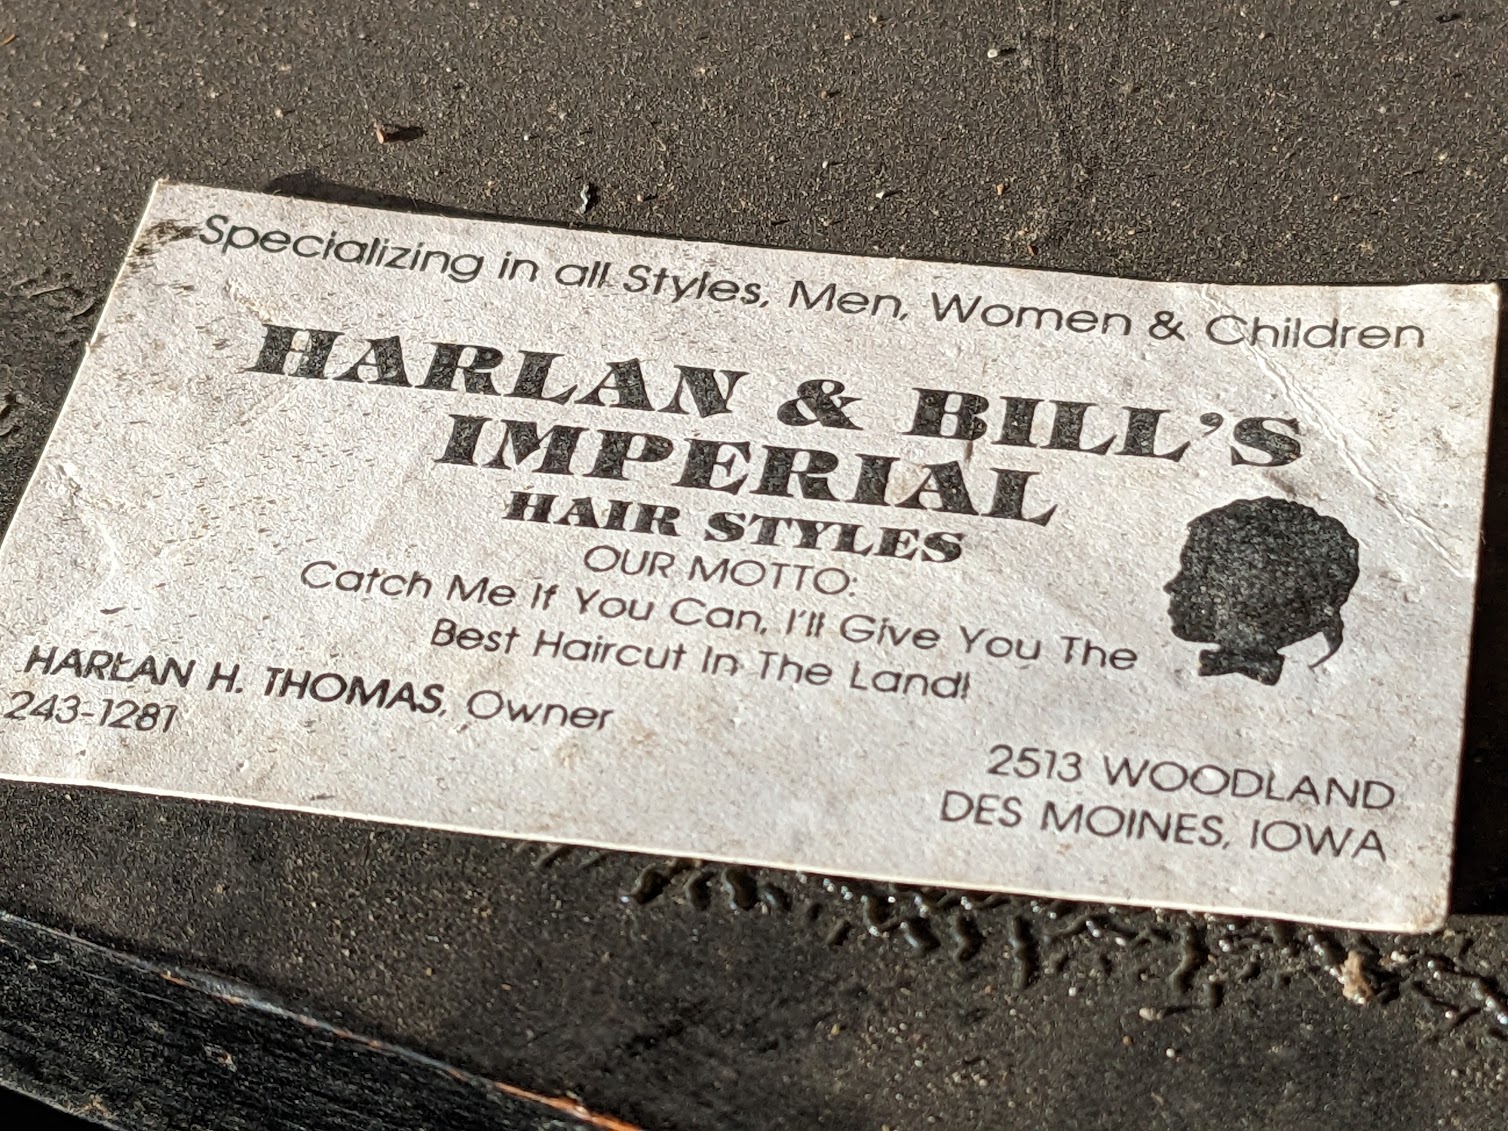 Specializing in all Styles, Men, Women & Children
HARLAN & BILL'S
IMPERIAL
HAIR STYLES
OUR MOTTO:
Catch Me If You Can, I'll Give You The
Best Haircut In The Land!
HARLAN H. THOMAS, Owner
243-1281
2513 WOODLAND
DES MOINES, IOWA